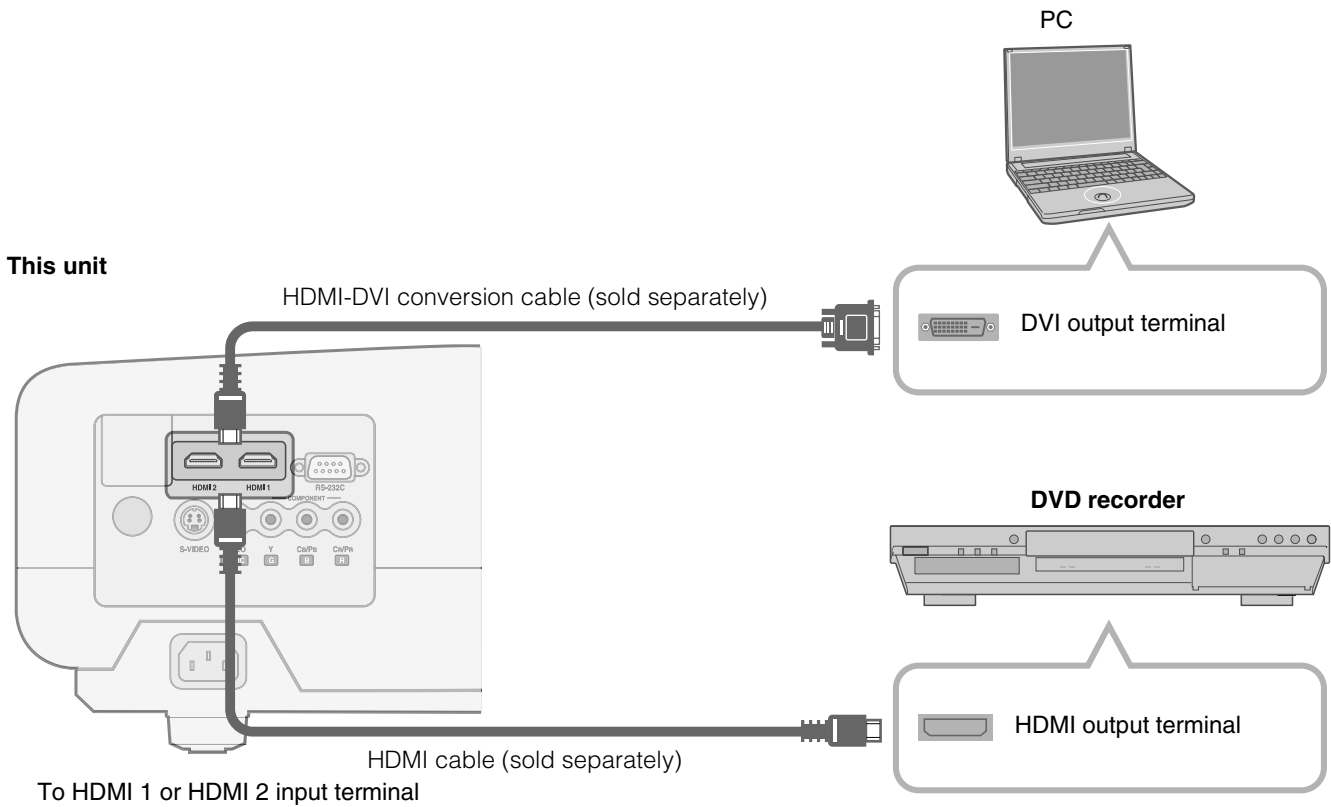 PC
This unit
HDMI-DVI conversion cable (sold separately)
DVI output terminal
HDMI 2 HDMI 1
RS-232C
COMPONENT
S-VIDEO Y CB/PB CR/PR
G B R
DVD recorder
HDMI output terminal
HDMI cable (sold separately)
To HDMI 1 or HDMI 2 input terminal